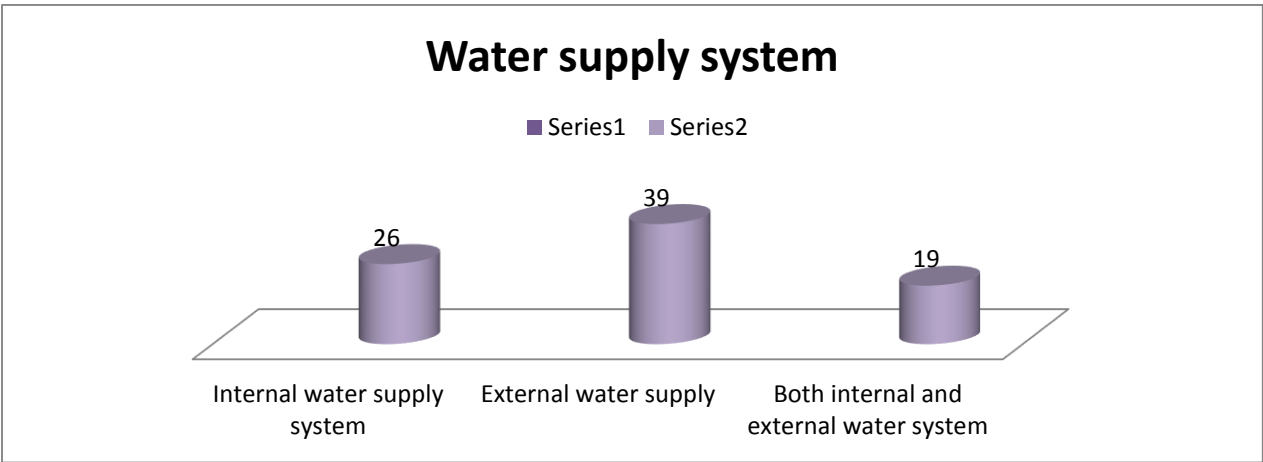 Water supply system
Series1 Series2
26
39
19
Internal water supply
system
External water supply
Both internal and
external water system